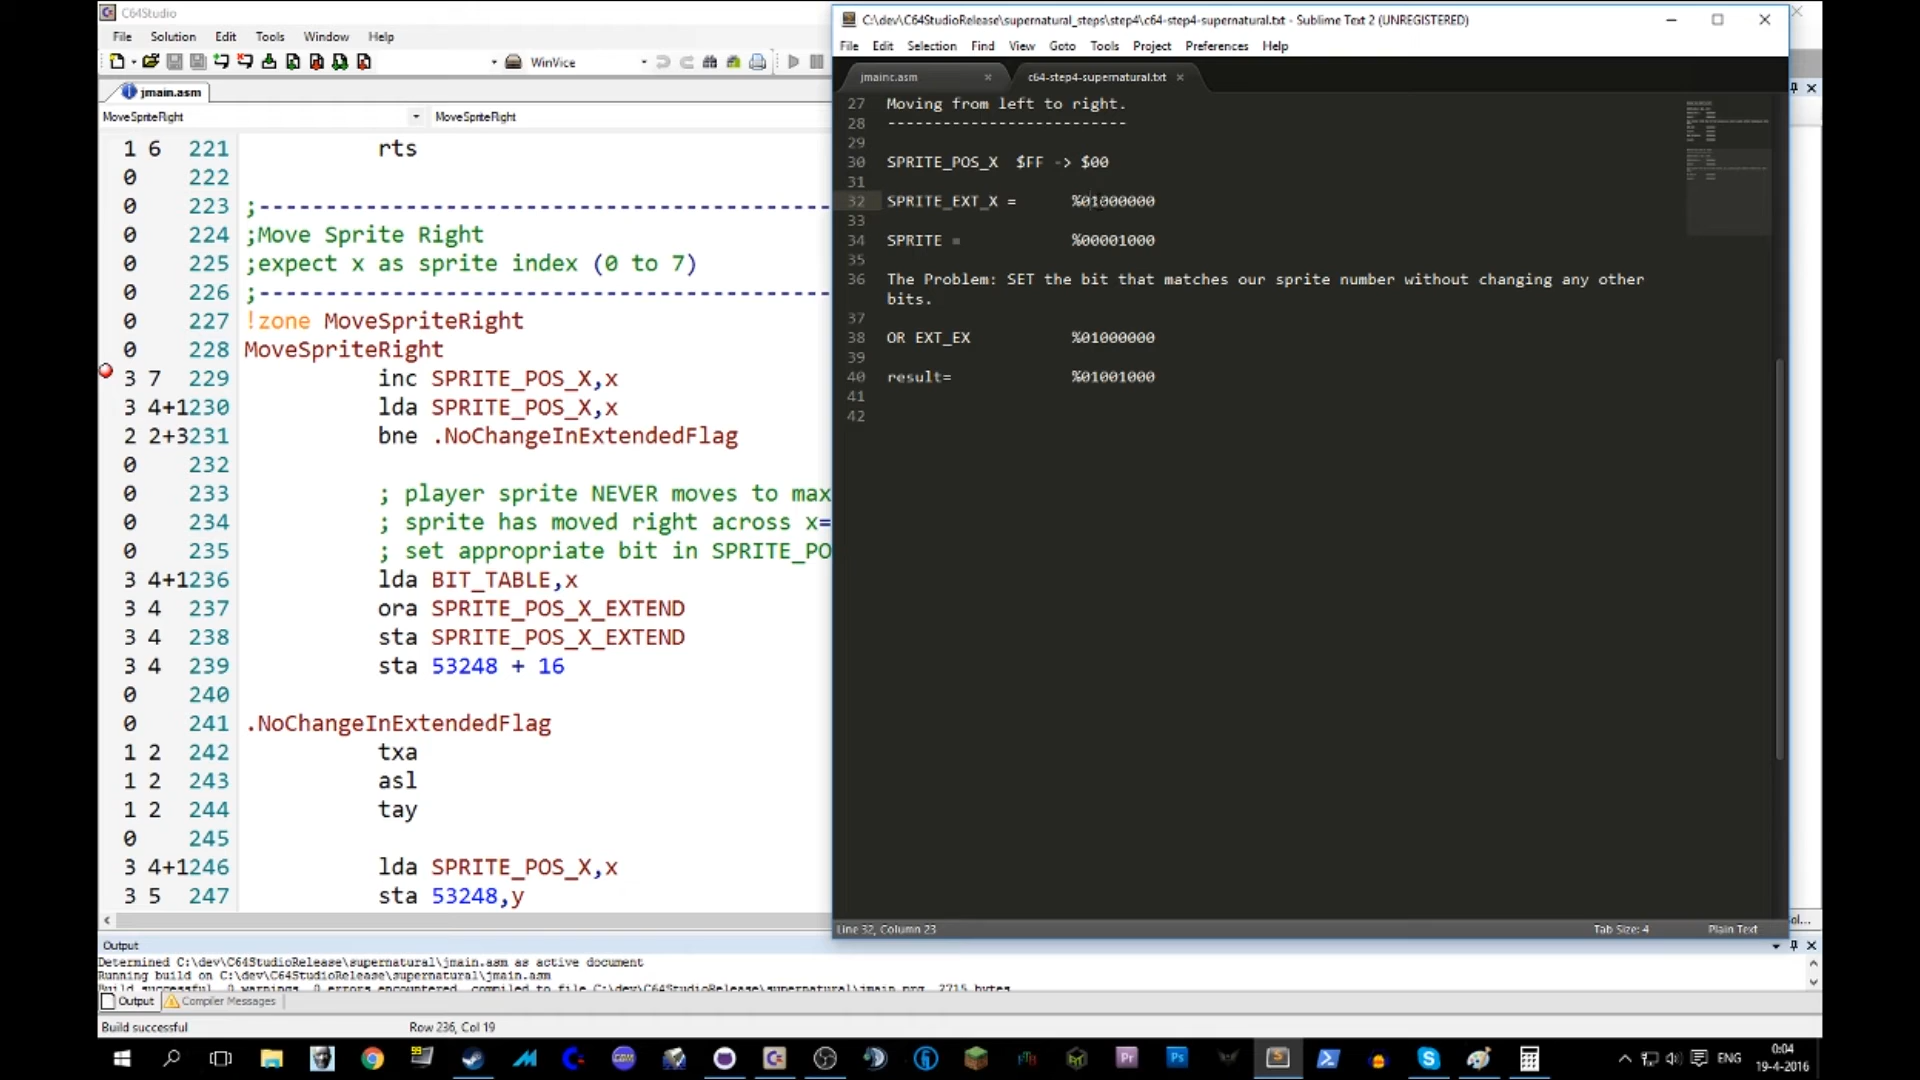 C64Studio
File Solution Edit Tools Window Help
WinVice
jmain.asm
MoveSpriteRight MoveSpriteRight
1 6 221 rts
0 222
0 223 ;-------------------------------------------
0 224 ;Move Sprite Right
0 225 ;expect x as sprite index (0 to 7)
0 226 ;-------------------------------------------
0 227 !zone MoveSpriteRight
0 228 MoveSpriteRight
3 7 229 inc SPRITE_POS_X,x
3 4+1230 lda SPRITE_POS_X,x
2 2+3231 bne .NoChangeInExtendedFlag
0 232
0 233 ; player sprite NEVER moves to max
0 234 ; sprite has moved right across x=
0 235 ; set appropriate bit in SPRITE_PO
3 4+1236 lda BIT_TABLE,x
3 4 237 ora SPRITE_POS_X_EXTEND
3 4 238 sta SPRITE_POS_X_EXTEND
3 4 239 sta 53248 + 16
0 240
0 241 .NoChangeInExtendedFlag
1 2 242 txa
1 2 243 asl
1 2 244 tay
0 245
3 4+1246 lda SPRITE_POS_X,x
3 5 247 sta 53248,y
C:\dev\C64StudioRelease\supernatural_steps\step4\c64-step4-supernatural.txt - Sublime Text 2 (UNREGISTERED)
File Edit Selection Find View Goto Tools Project Preferences Help
jmainc.asm c64-step4-supernatural.txt
27 Moving from left to right.
28 --------------------------
29
30 SPRITE_POS_X $FF -> $00
31
32 SPRITE_EXT_X = %01000000
33
34 SPRITE = %00001000
35
36 The Problem: SET the bit that matches our sprite number without changing any other
bits.
37
38 OR EXT_EX %01000000
39
40 result= %01001000
41
42
Line 32, Column 23 Tab Size: 4 Plain Text
Output
Determined C:\dev\C64StudioRelease\supernatural\jmain.asm as active document
Running build on C:\dev\C64StudioRelease\supernatural\jmain.asm
Build successful, 0 warnings, 0 errors encountered, compiled to file C:\dev\C64StudioRelease\supernatural\jmain.prg, 2715 bytes
Output Compiler Messages
Build successful Row 236, Col 19
99
Pr Ps
ENG
0:04
19-4-2016